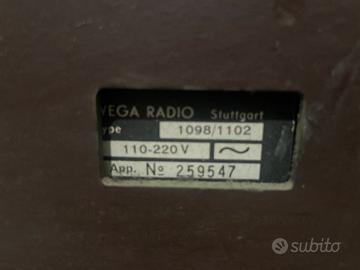 VEGA RADIO Stuttgart
ype 1098/1102
110-220 V ~
App. No 259547
subito